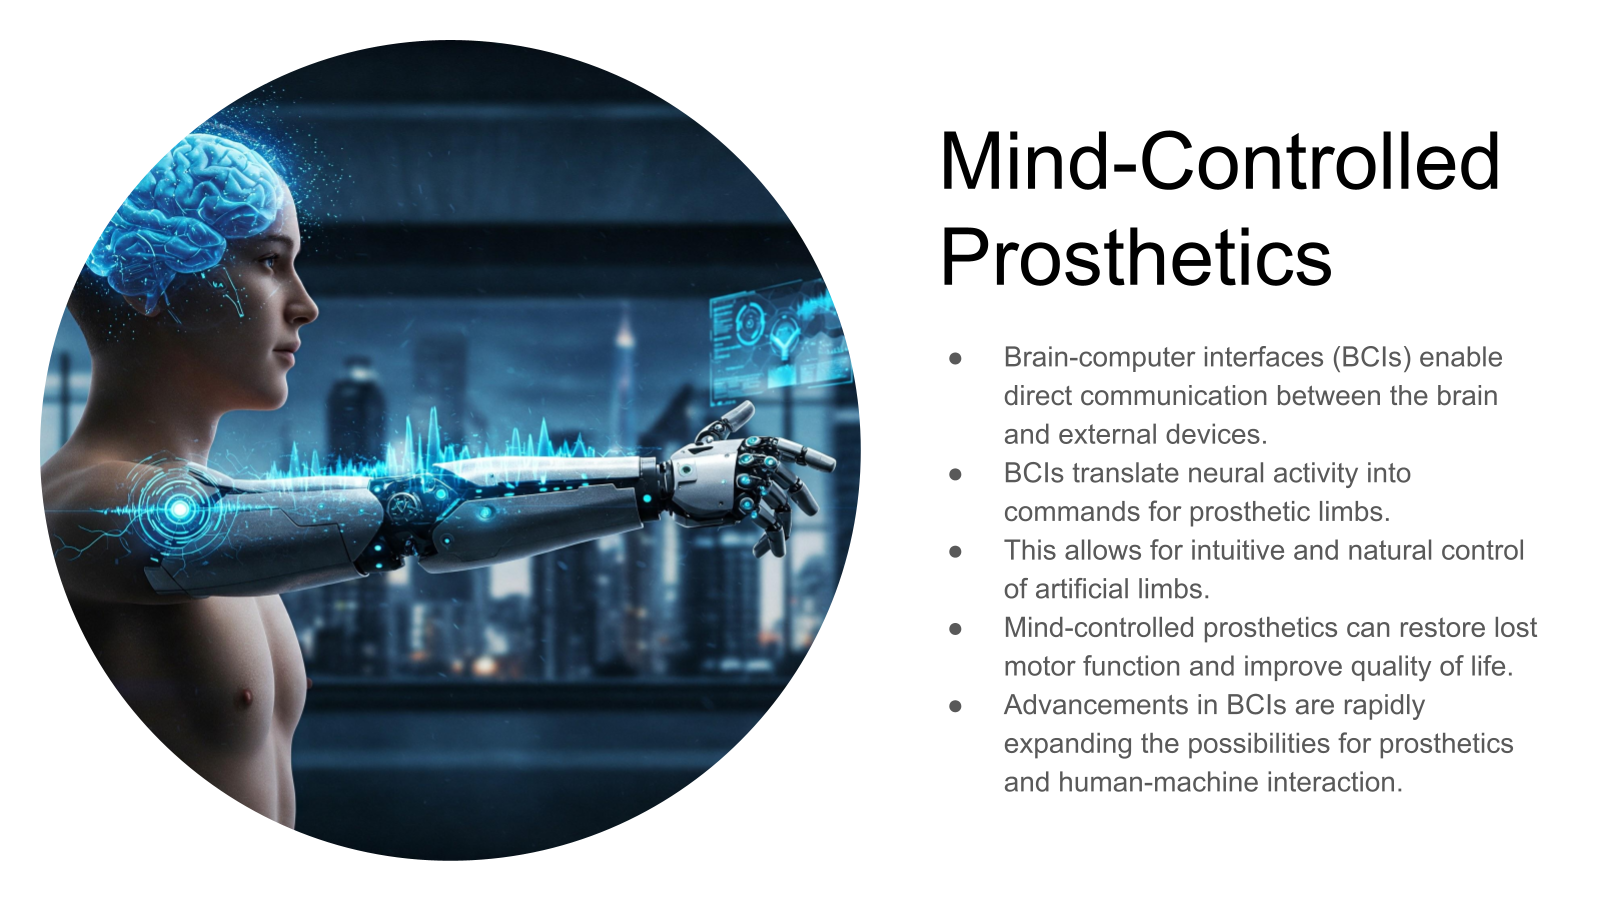 Mind-Controlled
Prosthetics
● Brain-computer interfaces (BCIs) enable
direct communication between the brain
and external devices.
● BCIs translate neural activity into
commands for prosthetic limbs.
● This allows for intuitive and natural control
of artificial limbs.
● Mind-controlled prosthetics can restore lost
motor function and improve quality of life.
● Advancements in BCIs are rapidly
expanding the possibilities for prosthetics
and human-machine interaction.